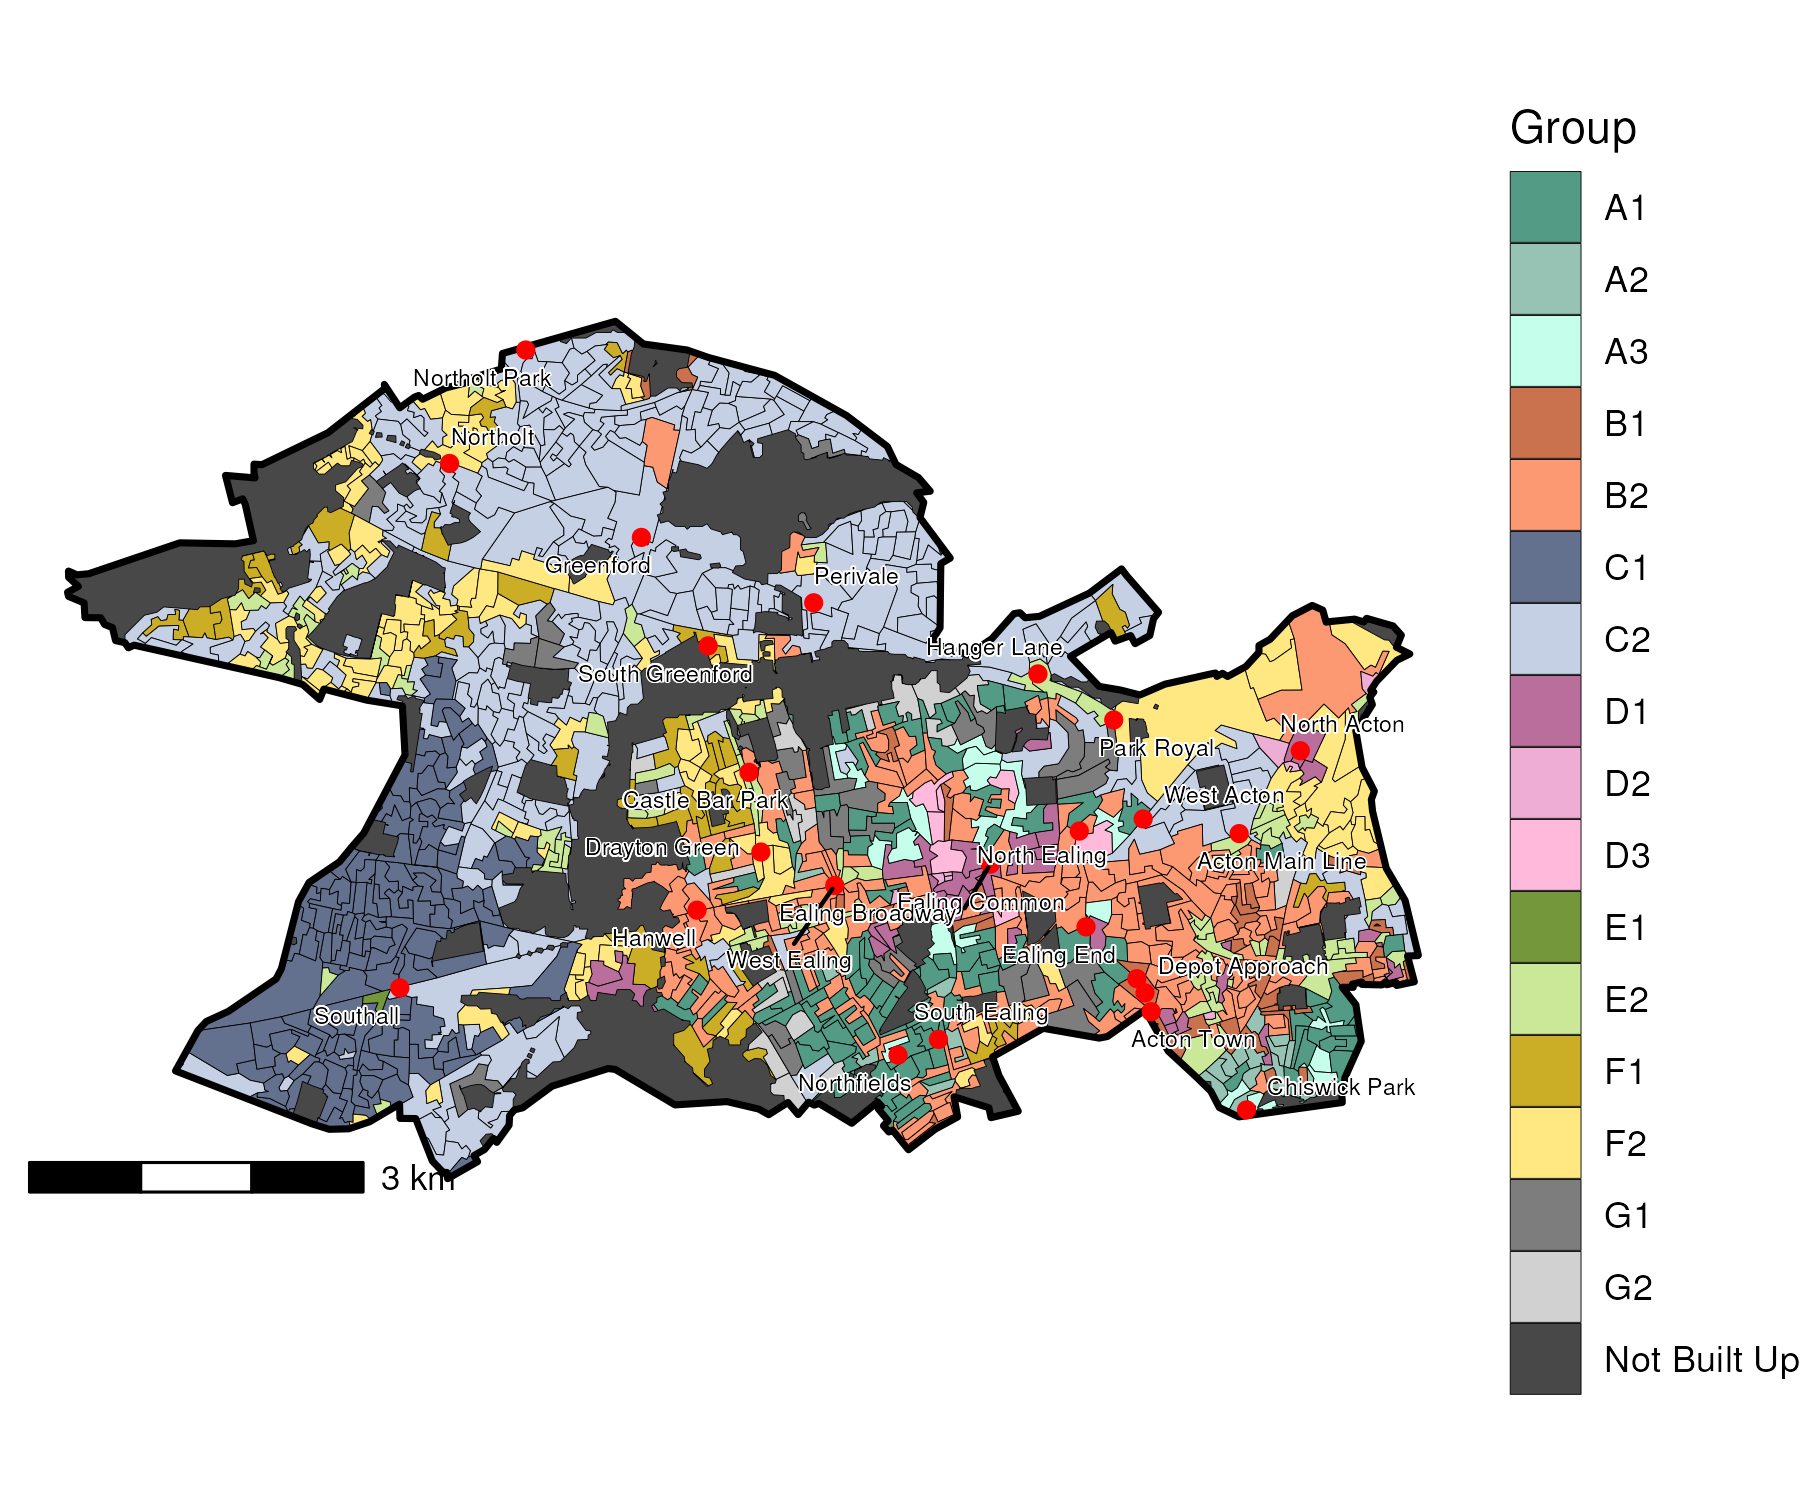 Group
A1
A2
A3
B1
B2
C1
C2
D1
D2
D3
E1
E2
F1
F2
G1
G2
Not Built Up
Northolt Park
Northolt
Greenford
Perivale
South Greenford
Hanger Lane
North Acton
Park Royal
West Acton
Castle Bar Park
Drayton Green
North Ealing
Acton Main Line
Ealing Common
Ealing Broadway
Hanwell
West Ealing
Ealing End
Depot Approach
Southall
South Ealing
Acton Town
Northfields
Chiswick Park
3 km